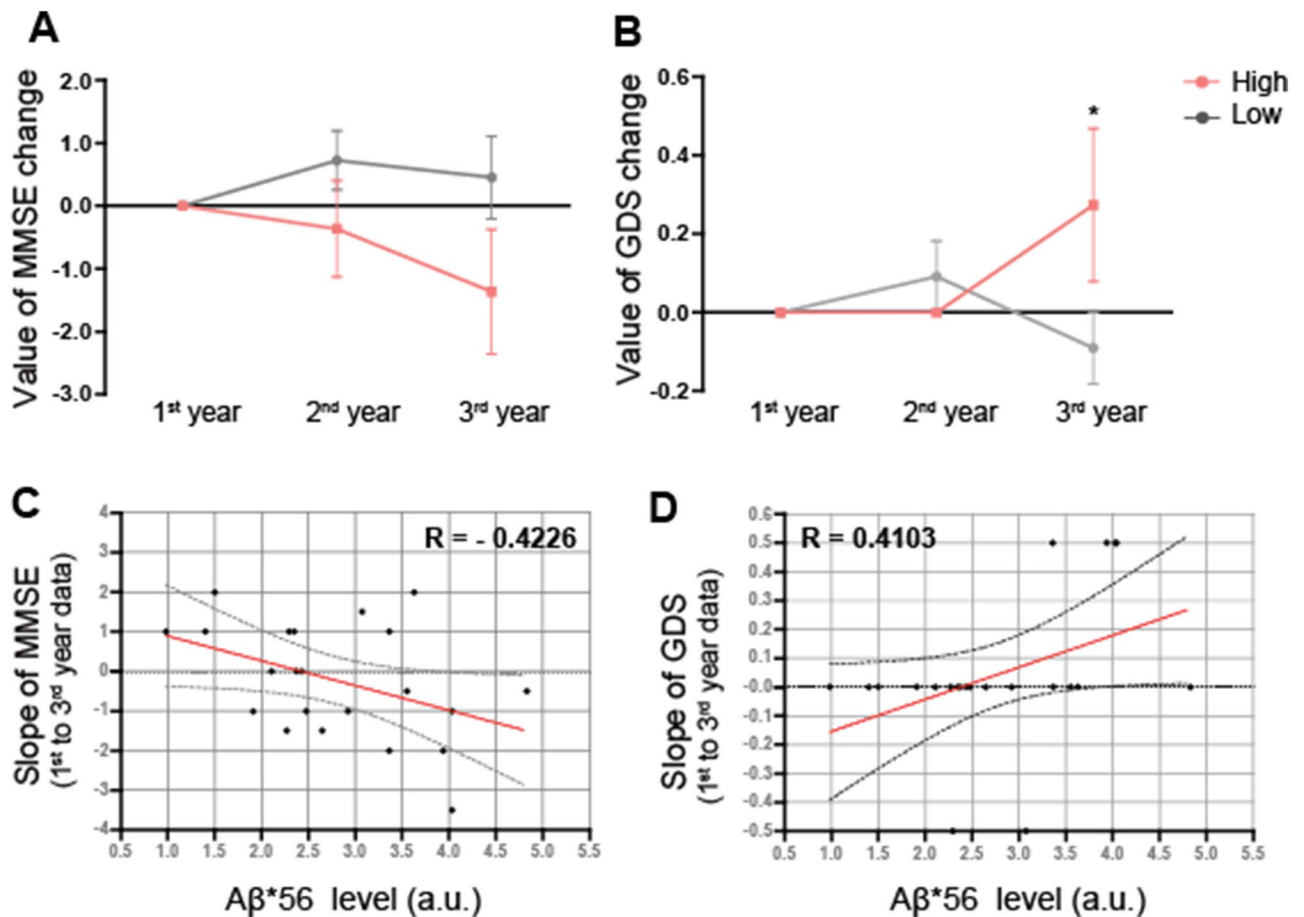 A
Value of MMSE change
2.0
1.0
0.0
-1.0
-2.0
-3.0
1st year
2nd year
3rd year
B
Value of GDS change
0.6
0.4
0.2
0.0
-0.2
*
1st year
2nd year
3rd year
High
Low
C
Slope of MMSE
(1st to 3rd year data)
4
3
2
1
0
-1
-2
-3
-4
R = - 0.4226
0.5 1.0 1.5 2.0 2.5 3.0 3.5 4.0 4.5 5.0 5.5
Aβ*56 level (a.u.)
D
Slope of GDS
(1st to 3rd year data)
0.6
0.5
0.4
0.3
0.2
0.1
-0.0
-0.1
-0.2
-0.3
-0.4
-0.5
R = 0.4103
0.5 1.0 1.5 2.0 2.5 3.0 3.5 4.0 4.5 5.0 5.5
Aβ*56 level (a.u.)